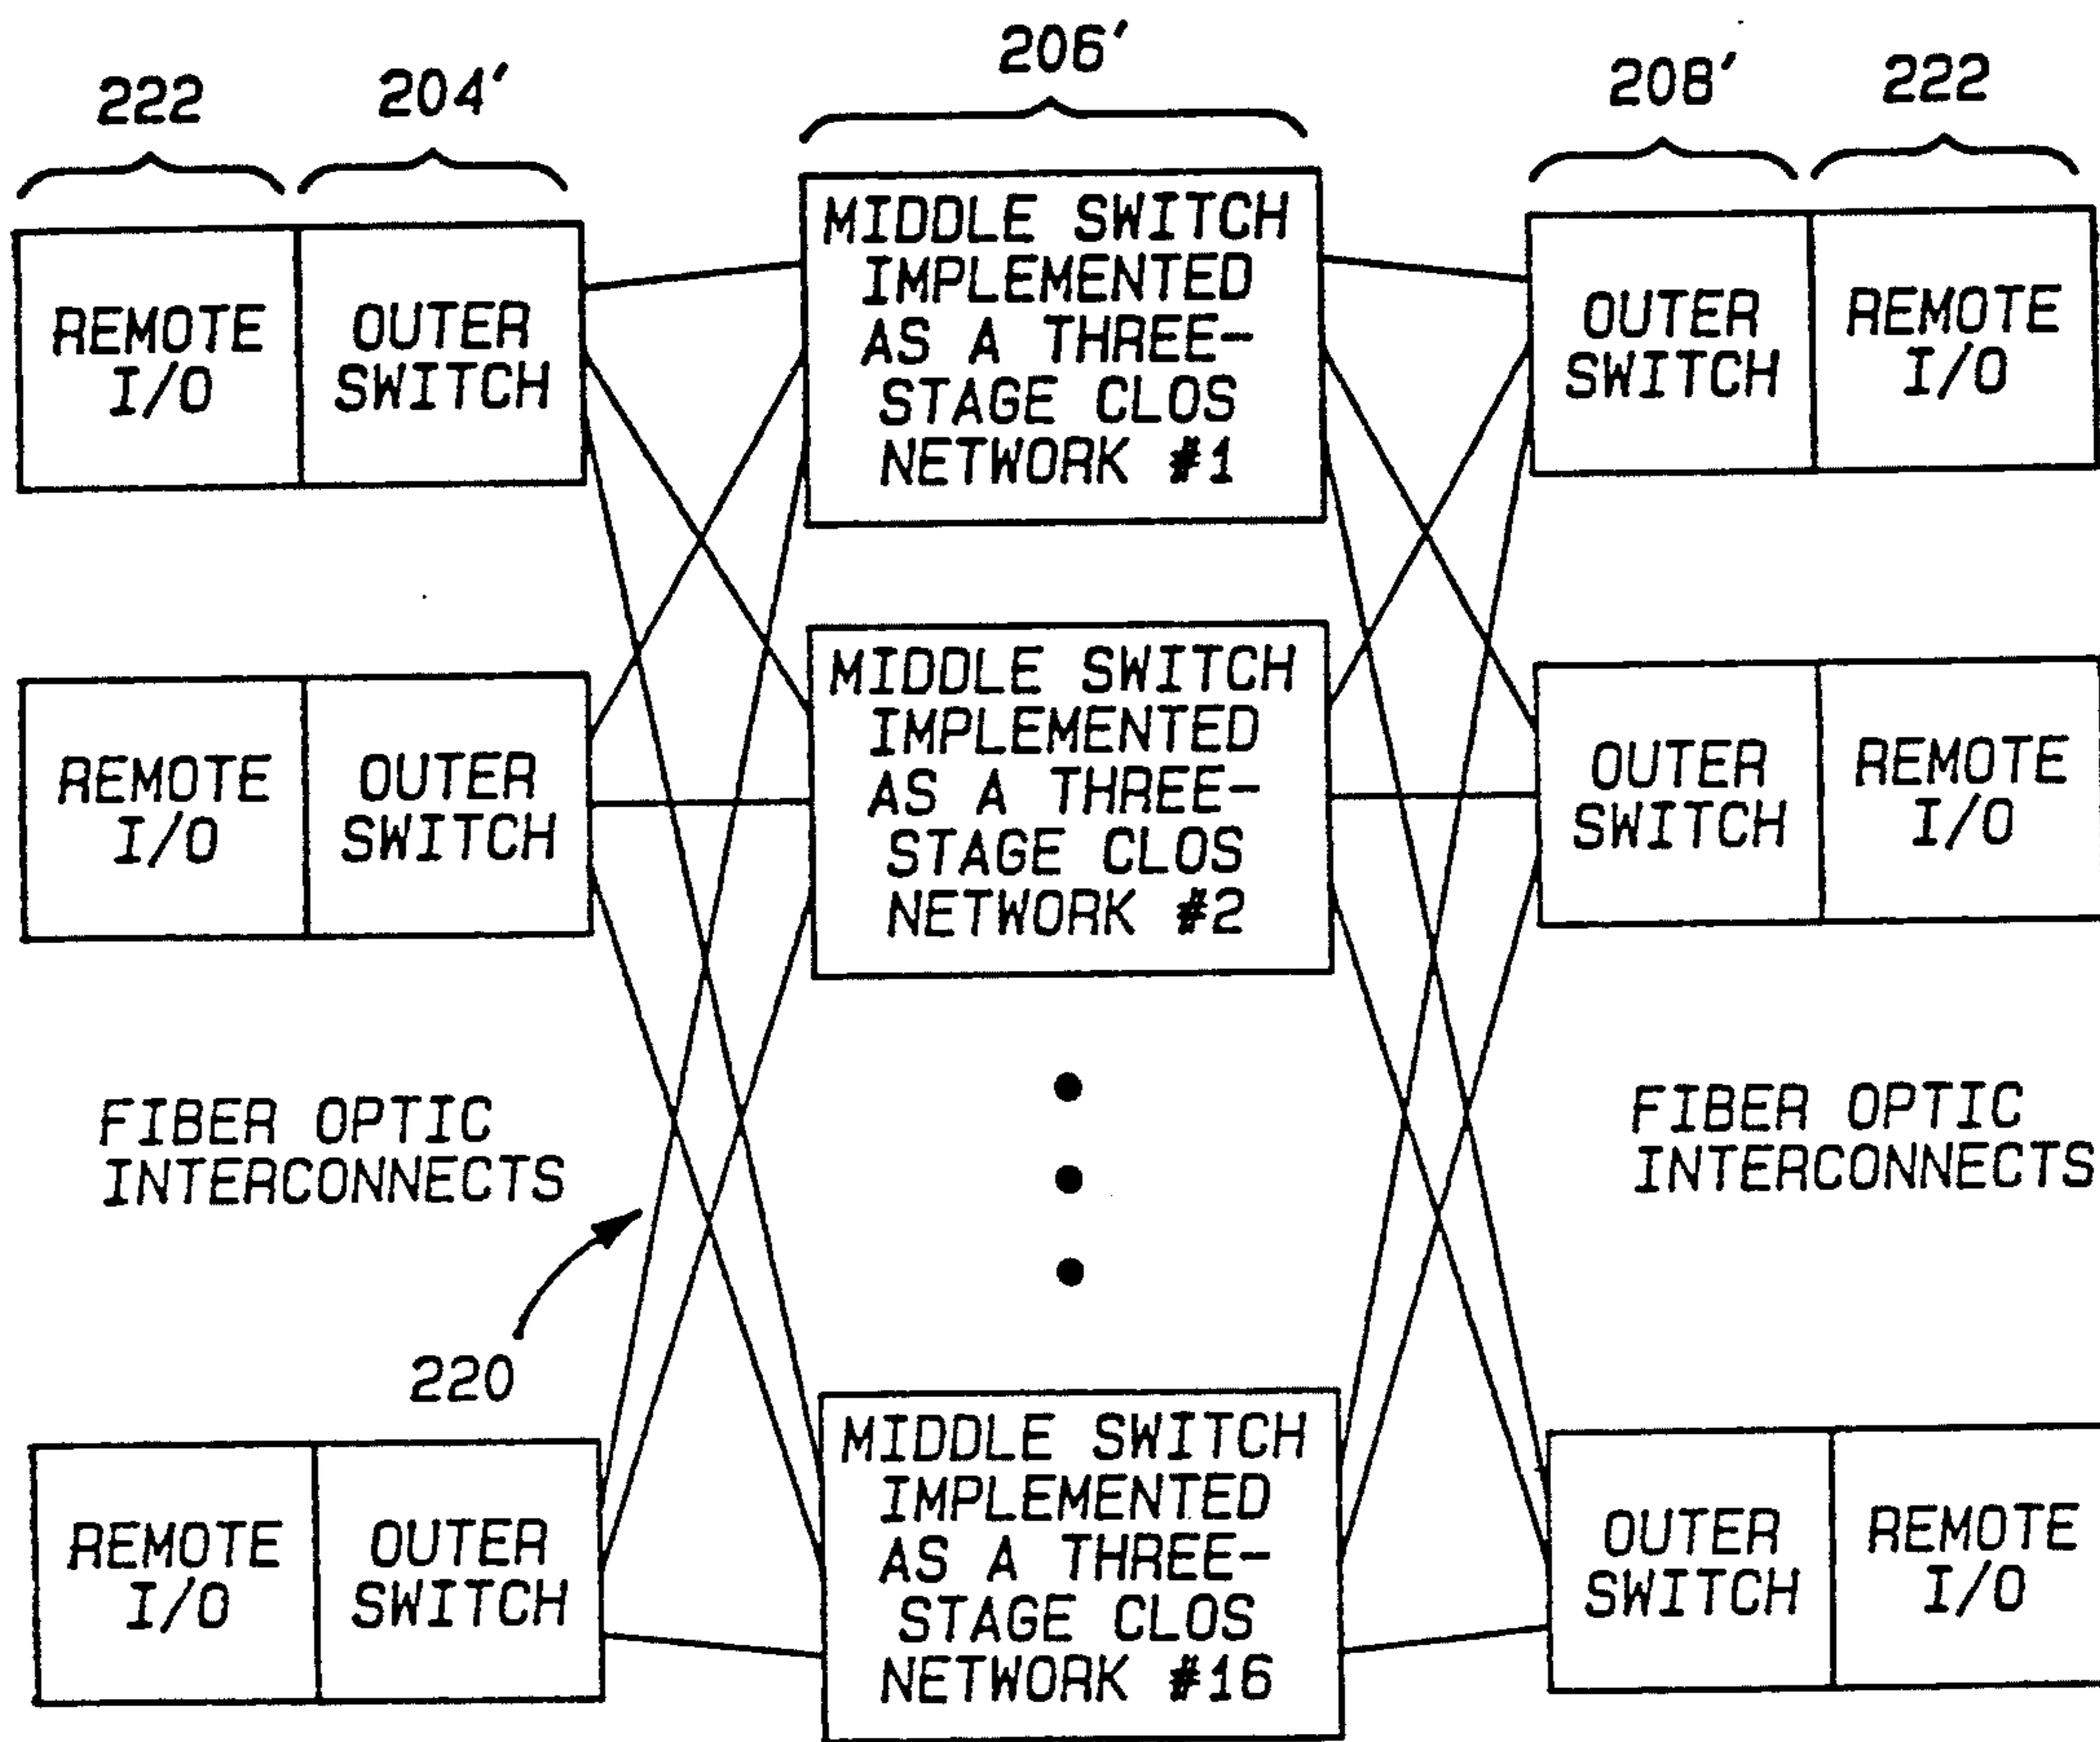 222
204'
206'
208'
222
REMOTE
I/O
OUTER
SWITCH
MIDDLE SWITCH
IMPLEMENTED
AS A THREE-
STAGE CLOS
NETWORK #1
OUTER
SWITCH
REMOTE
I/O
REMOTE
I/O
OUTER
SWITCH
MIDDLE SWITCH
IMPLEMENTED
AS A THREE-
STAGE CLOS
NETWORK #2
OUTER
SWITCH
REMOTE
I/O
FIBER OPTIC
INTERCONNECTS
220
FIBER OPTIC
INTERCONNECTS
REMOTE
I/O
OUTER
SWITCH
MIDDLE SWITCH
IMPLEMENTED
AS A THREE-
STAGE CLOS
NETWORK #16
OUTER
SWITCH
REMOTE
I/O